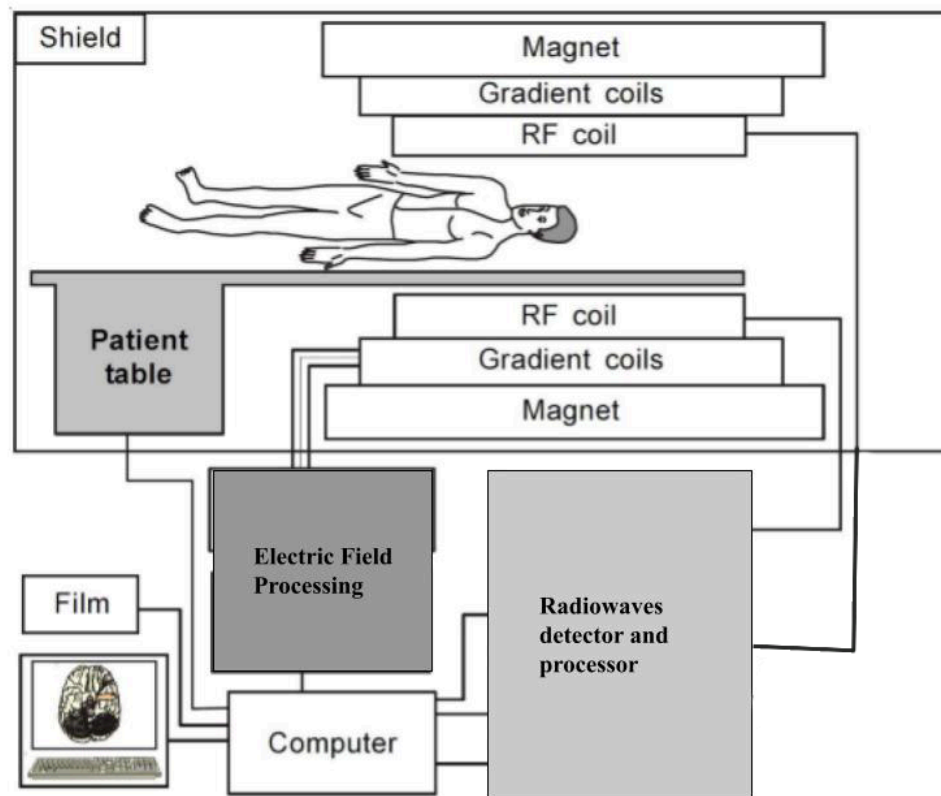 Shield
Magnet
Gradient coils
RF coil
RF coil
Gradient coils
Magnet
Patient
table
Electric Field
Processing
Radiowaves
detector and
processor
Film
Computer